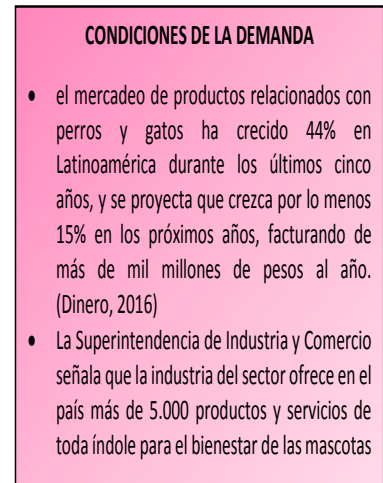 CONDICIONES DE LA DEMANDA
• el mercadeo de productos relacionados con
perros y gatos ha crecido 44% en
Latinoamérica durante los últimos cinco
años, y se proyecta que crezca por lo menos
15% en los próximos años, facturando de
más de mil millones de pesos al año.
(Dinero, 2016)
• La Superintendencia de Industria y Comercio
señala que la industria del sector ofrece en el
país más de 5.000 productos y servicios de
toda índole para el bienestar de las mascotas